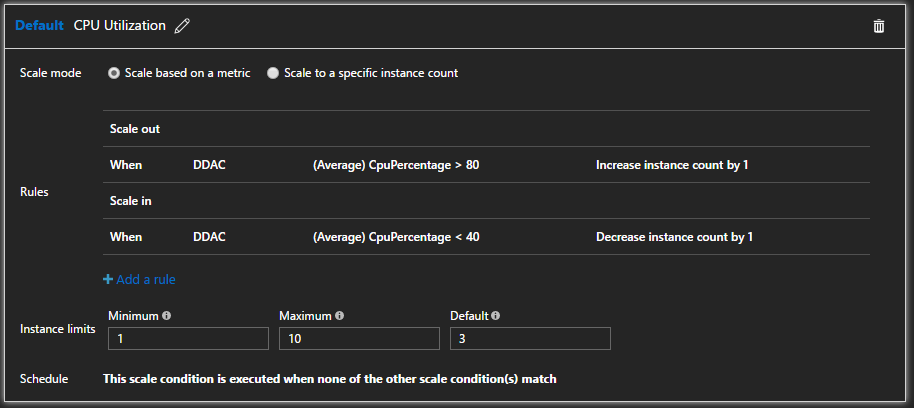 Default CPU Utilization
Scale mode Scale based on a metric Scale to a specific instance count
Scale out
When DDAC (Average) CpuPercentage > 80 Increase instance count by 1
Rules
Scale in
When DDAC (Average) CpuPercentage < 40 Decrease instance count by 1
+ Add a rule
Minimum Maximum Default
Instance limits 1 10 3
Schedule This scale condition is executed when none of the other scale condition(s) match